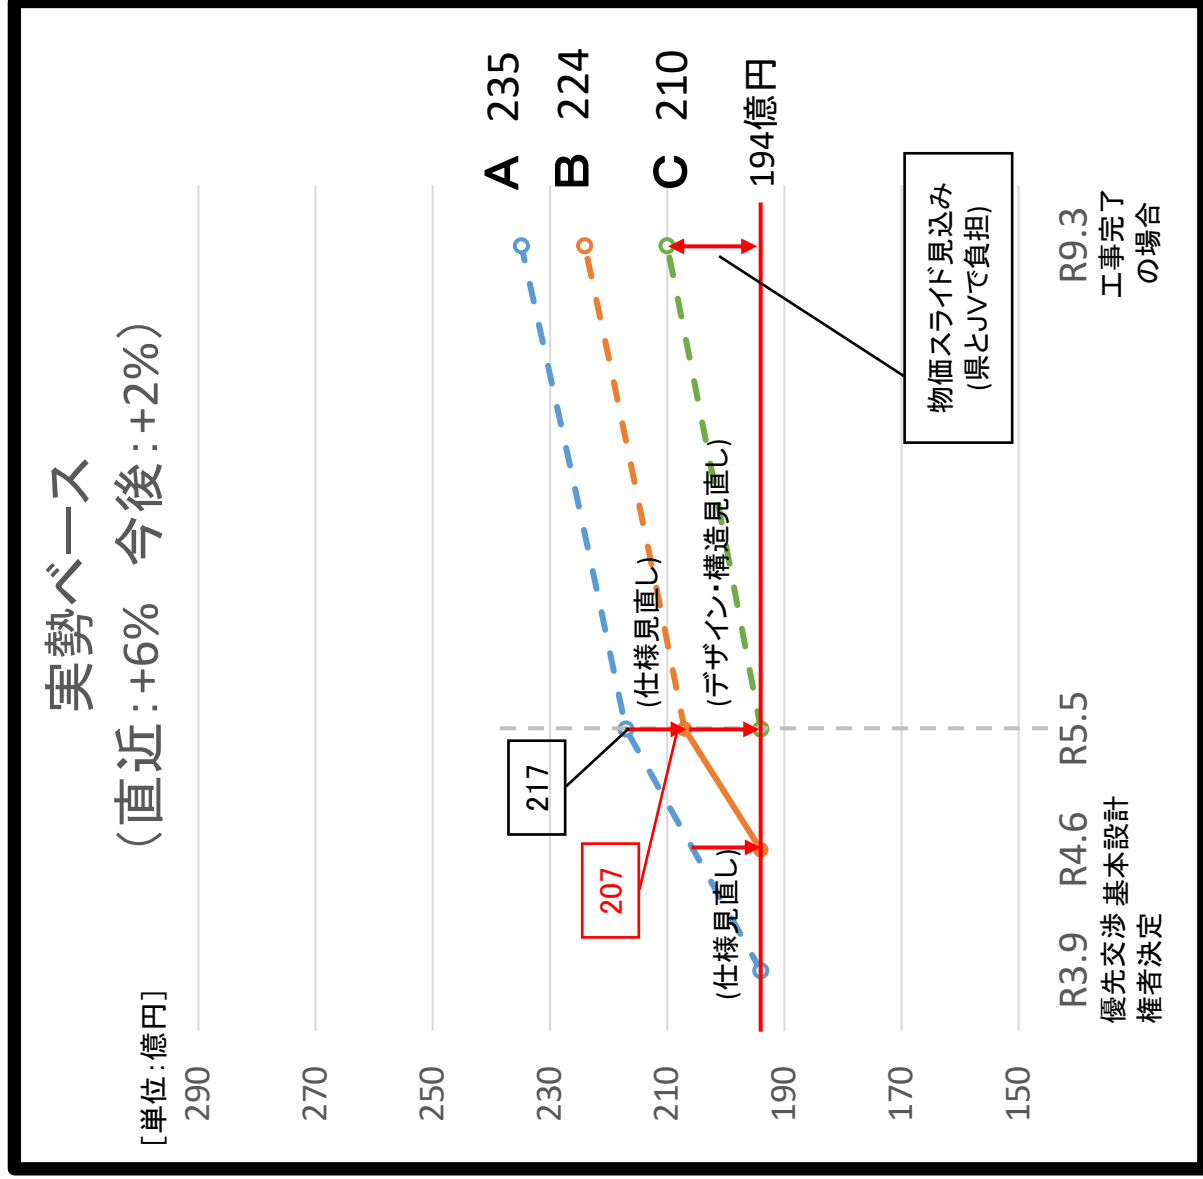 実勢ベース
（直近：+6%　今後：+2%）
[単位：億円]
290
270
250
230
210
190
170
150
A 235
B 224
C 210
194億円
217
207
(仕様見直し)
(仕様見直し)
(デザイン・構造見直し)
物価スライド見込み
(県とJVで負担)
R3.9
優先交渉
権者決定
R4.6
基本設計
R5.5
R9.3
工事完了
の場合